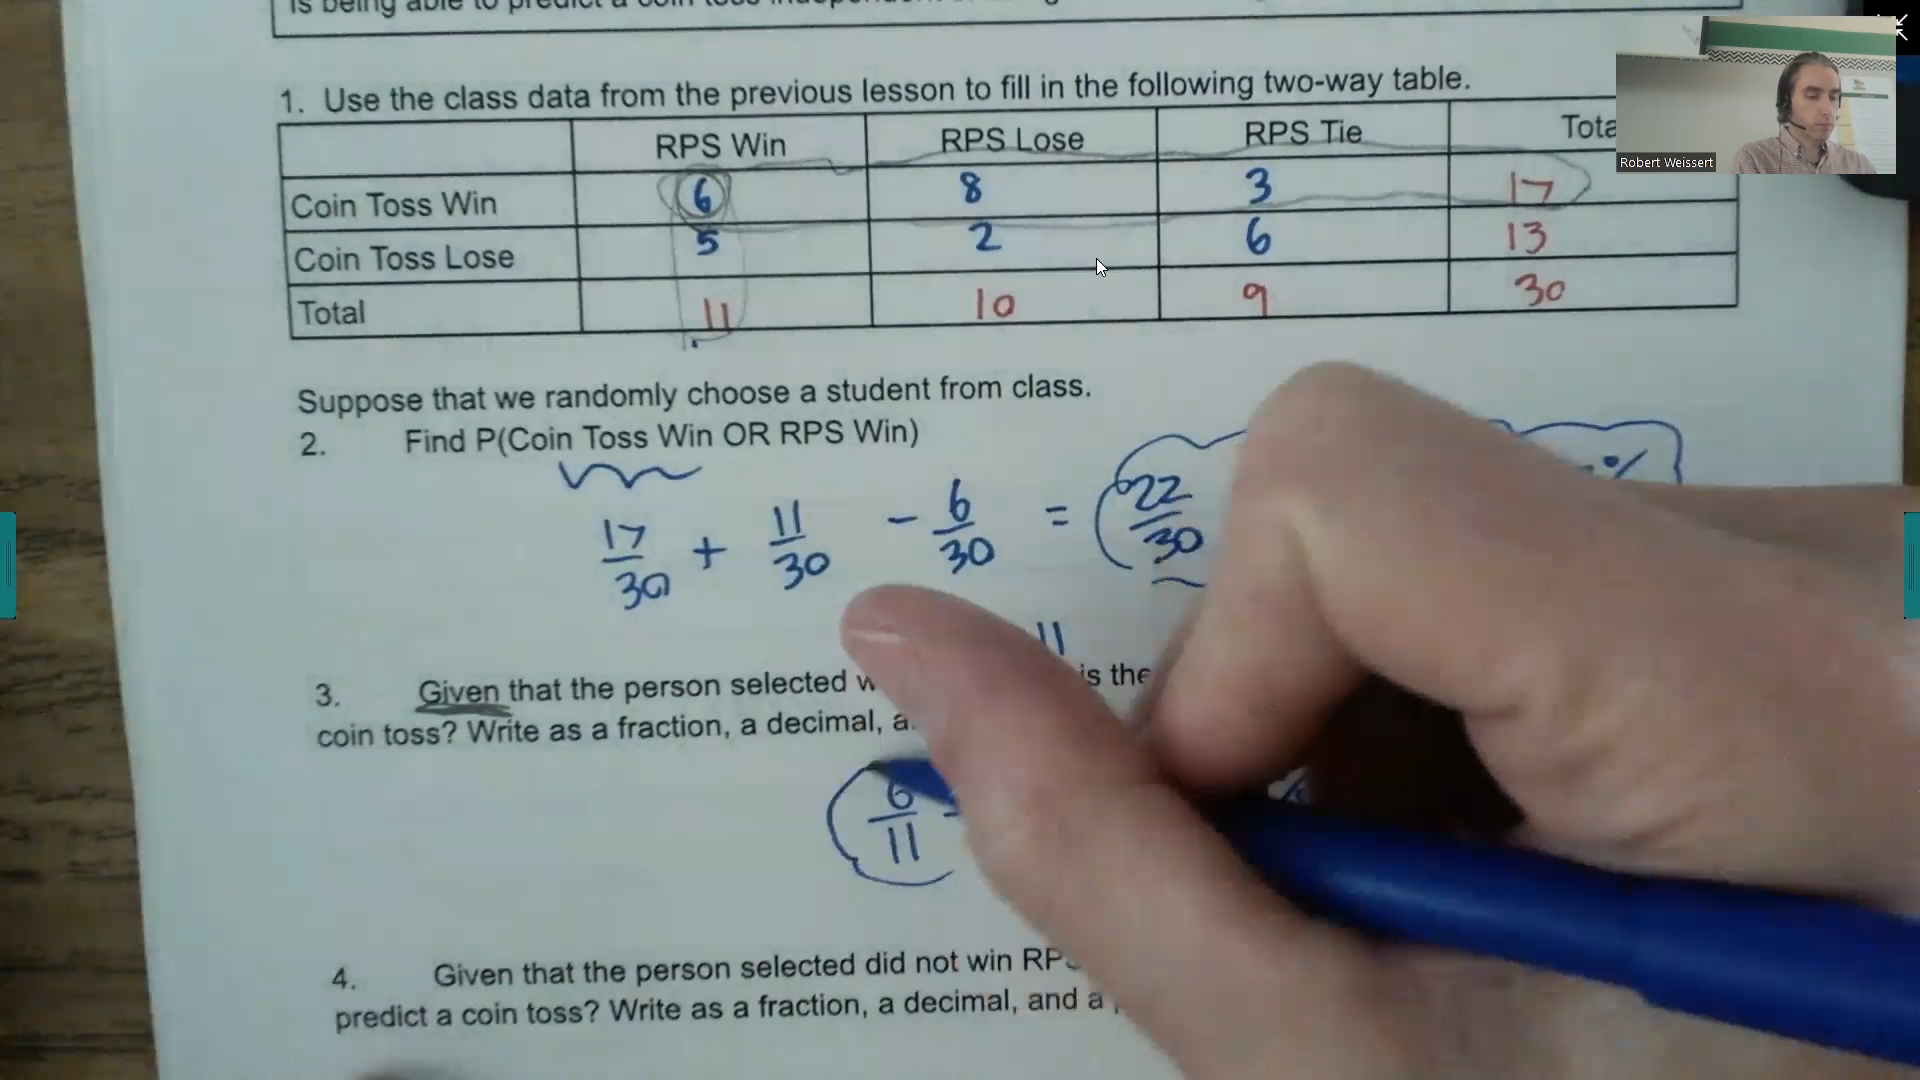 1. Use the class data from the previous lesson to fill in the following two-way table.
RPS Win RPS Lose RPS Tie
Coin Toss Win 6 8 3 17
Coin Toss Lose 5 2 6 13
Total 11 10 9 30
Robert Weissert
Suppose that we randomly choose a student from class.
2. Find P(Coin Toss Win OR RPS Win)
17/30 + 11/30 - 6/30 = 22/30 %
11
3. Given that the person selected is the
coin toss? Write as a fraction, a decimal,
6/11
4. Given that the person selected did not win
predict a coin toss? Write as a fraction, a decimal, and a